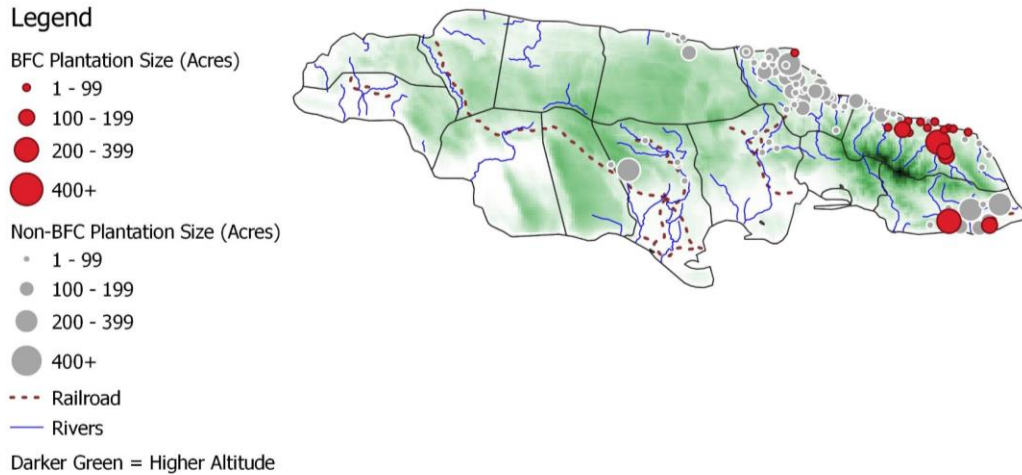 Legend
BFC Plantation Size (Acres)
1 - 99
100 - 199
200 - 399
400+
Non-BFC Plantation Size (Acres)
1 - 99
100 - 199
200 - 399
400+
Railroad
Rivers
Darker Green = Higher Altitude